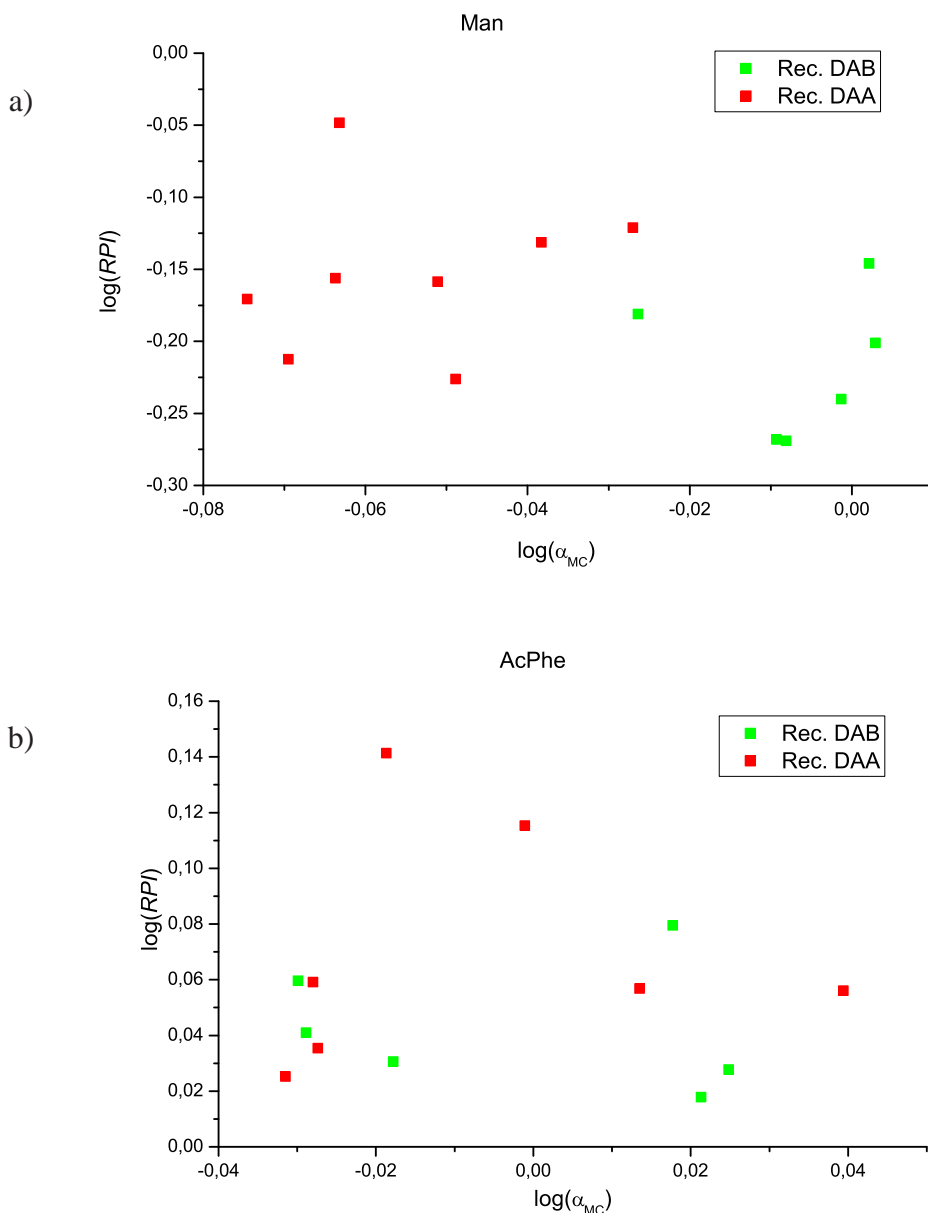 Man
a)
0,00
-0,05
-0,10
-0,15
-0,20
-0,25
-0,30
log(RPI)
Rec. DAB
Rec. DAA
-0,08
-0,06
-0,04
-0,02
0,00
log(α_MC)
AcPhe
b)
0,16
0,14
0,12
0,10
0,08
0,06
0,04
0,02
0,00
log(RPI)
Rec. DAB
Rec. DAA
-0,04
-0,02
0,00
0,02
0,04
log(α_MC)